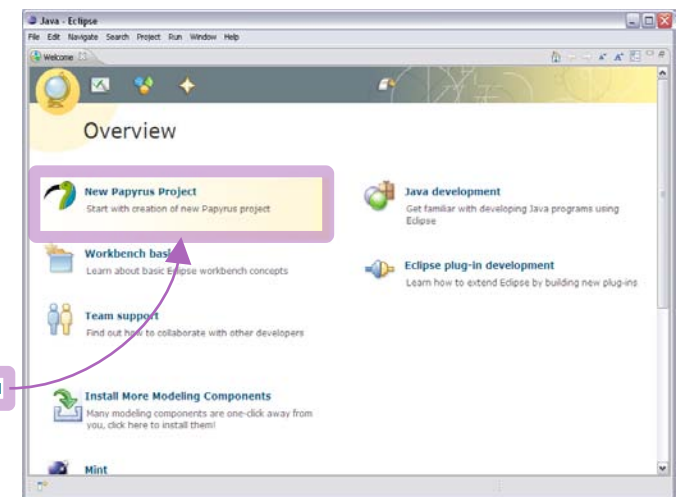 Java - Eclipse
File Edit Navigate Search Project Run Window Help
Welcome
Overview
New Papyrus Project
Start with creation of new Papyrus project
Java development
Get familiar with developing Java programs using
Eclipse
Workbench
Learn about basic Eclipse workbench concepts
Eclipse plug-in development
Learn how to extend Eclipse by building new plug-ins
Team support
Find out how to collaborate with other developers
Install More Modeling Components
Many modeling components are one-click away from
you, click here to install them!
Mint